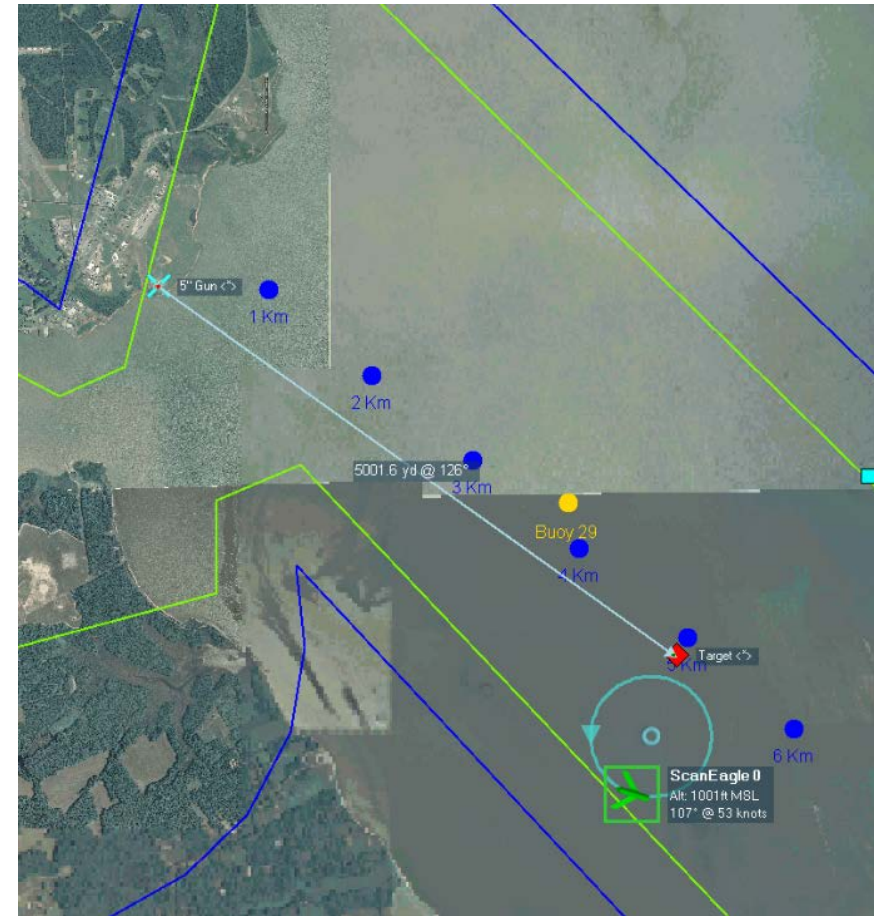 5" Gun <">
1 Km
2 Km
5001.6 yd @ 126°
3 Km
Buoy 29
4 Km
Target <">
5 Km
6 Km
ScanEagle 0
Alt: 1001ft MSL
107° @ 53 knots